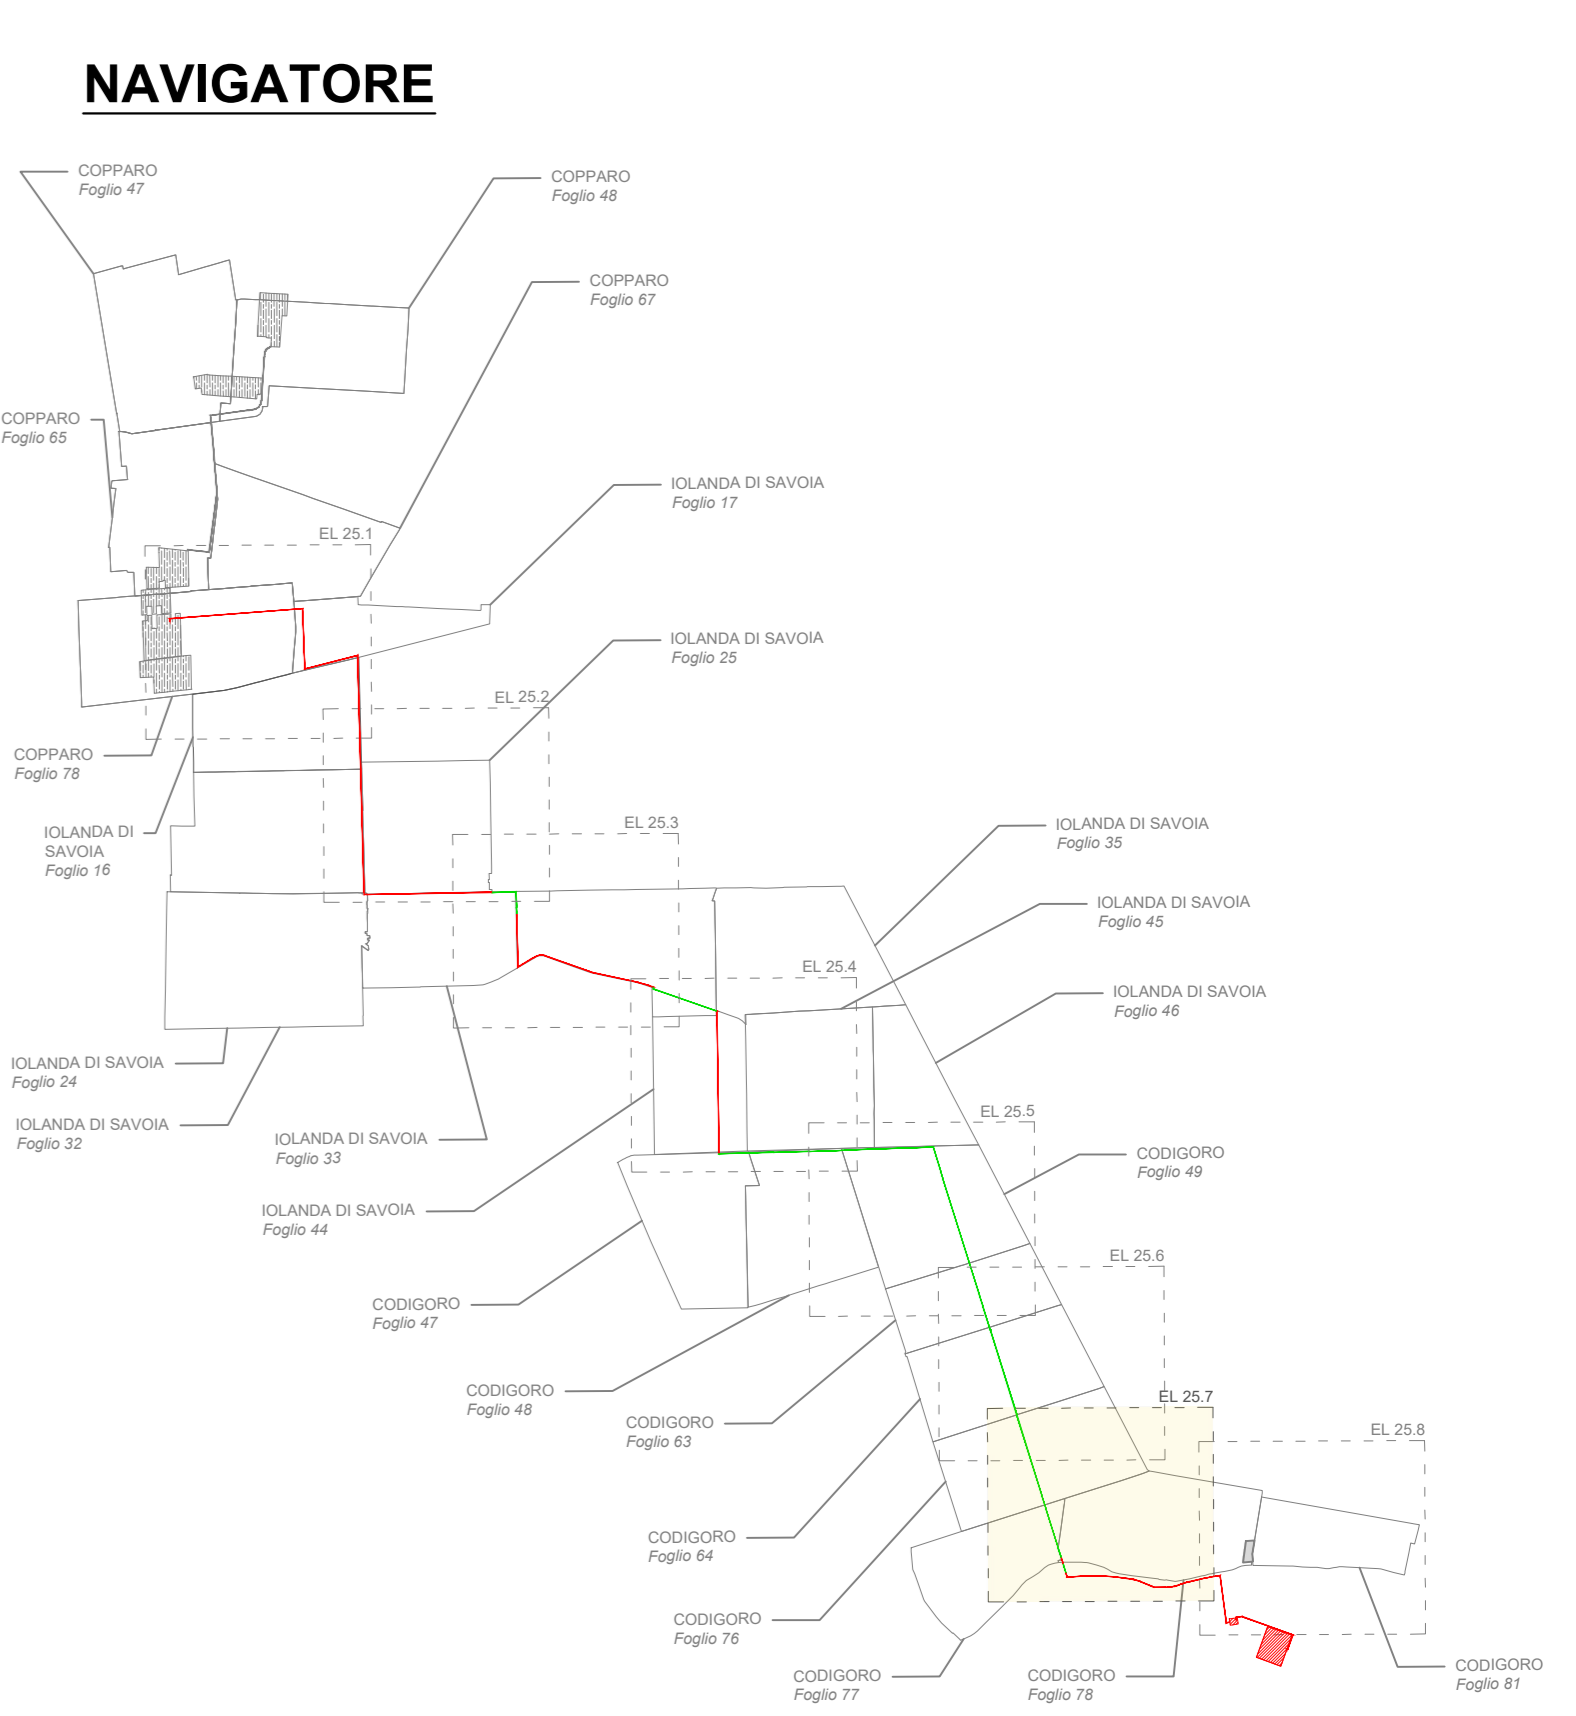 NAVIGATORE
COPPARO
Foglio 47
COPPARO
Foglio 48
COPPARO
Foglio 67
COPPARO
Foglio 65
IOLANDA DI SAVOIA
Foglio 17
EL 25.1
IOLANDA DI SAVOIA
Foglio 25
EL 25.2
COPPARO
Foglio 78
IOLANDA DI
SAVOIA
Foglio 16
EL 25.3
IOLANDA DI SAVOIA
Foglio 35
IOLANDA DI SAVOIA
Foglio 45
EL 25.4
IOLANDA DI SAVOIA
Foglio 46
IOLANDA DI SAVOIA
Foglio 24
IOLANDA DI SAVOIA
Foglio 32
IOLANDA DI SAVOIA
Foglio 33
EL 25.5
CODIGORO
Foglio 49
IOLANDA DI SAVOIA
Foglio 44
EL 25.6
CODIGORO
Foglio 47
CODIGORO
Foglio 48
EL 25.7
CODIGORO
Foglio 63
EL 25.8
CODIGORO
Foglio 64
CODIGORO
Foglio 76
CODIGORO
Foglio 77
CODIGORO
Foglio 78
CODIGORO
Foglio 81